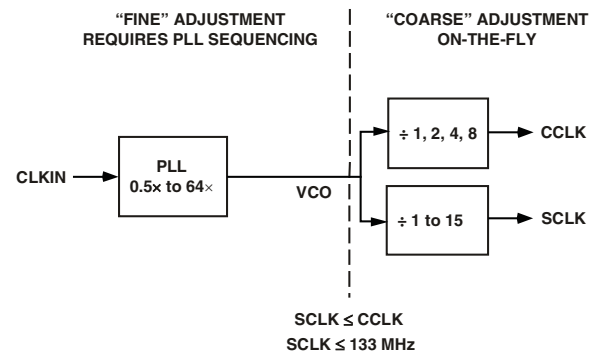 “FINE” ADJUSTMENT
REQUIRES PLL SEQUENCING
“COARSE” ADJUSTMENT
ON-THE-FLY
CLKIN
PLL
0.5× to 64×
VCO
÷ 1, 2, 4, 8
CCLK
÷ 1 to 15
SCLK
SCLK ≤ CCLK
SCLK ≤ 133 MHz